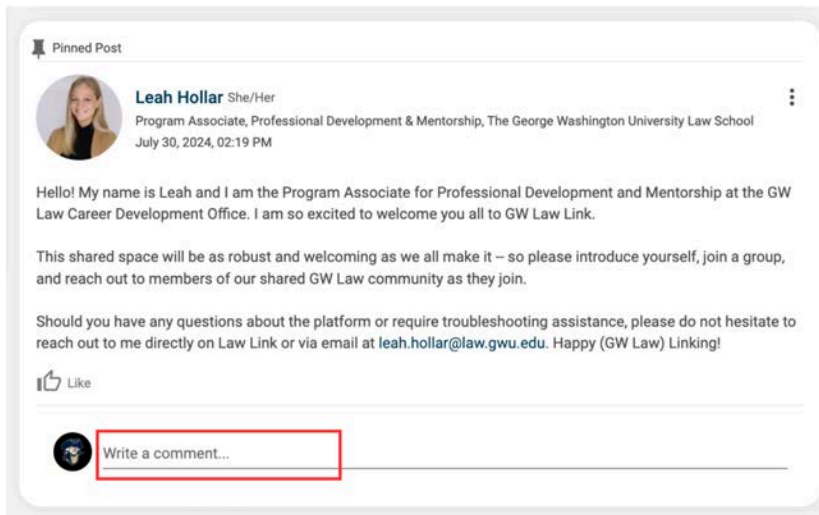 Pinned Post
Leah Hollar She/Her
Program Associate, Professional Development & Mentorship, The George Washington University Law School
July 30, 2024, 02:19 PM
Hello! My name is Leah and I am the Program Associate for Professional Development and Mentorship at the GW
Law Career Development Office. I am so excited to welcome you all to GW Law Link.
This shared space will be as robust and welcoming as we all make it – so please introduce yourself, join a group,
and reach out to members of our shared GW Law community as they join.
Should you have any questions about the platform or require troubleshooting assistance, please do not hesitate to
reach out to me directly on Law Link or via email at leah.hollar@law.gwu.edu. Happy (GW Law) Linking!
Like
Write a comment...